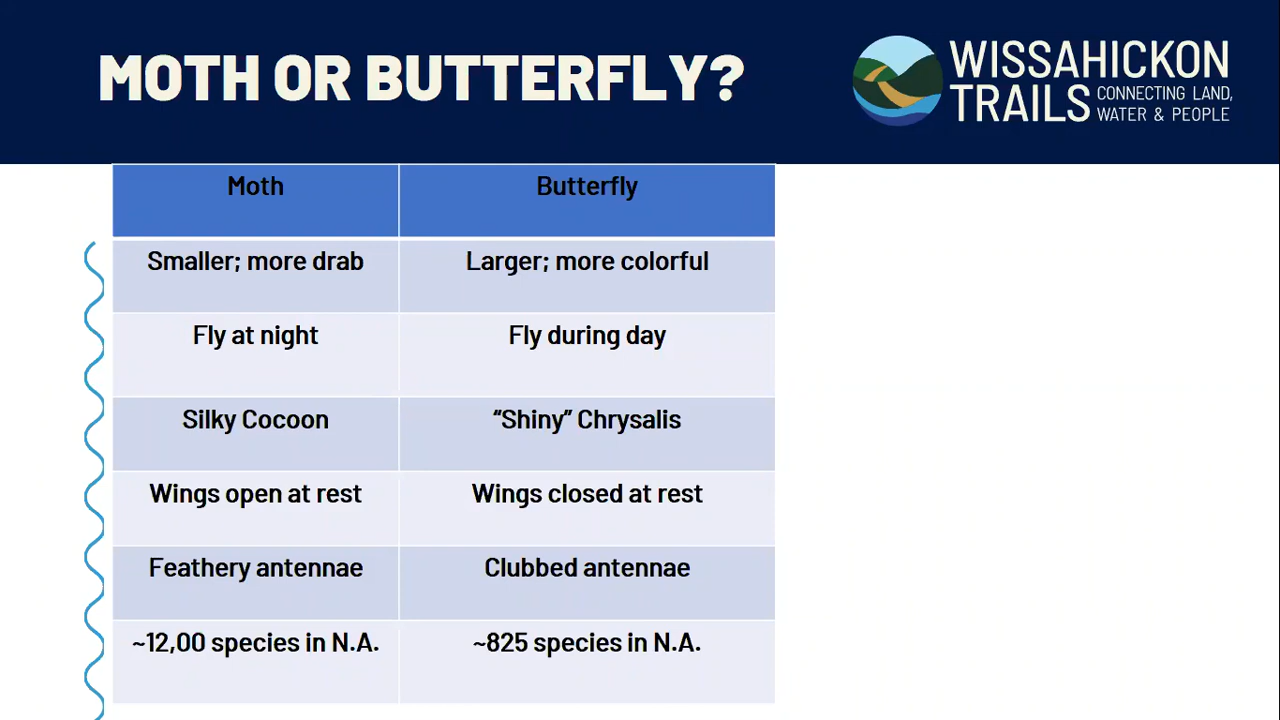 MOTH OR BUTTERFLY?
WISSAHICKON
TRAILS
CONNECTING LAND,
WATER & PEOPLE
Moth Butterfly
Smaller; more drab Larger; more colorful
Fly at night Fly during day
Silky Cocoon “Shiny” Chrysalis
Wings open at rest Wings closed at rest
Feathery antennae Clubbed antennae
~12,00 species in N.A. ~825 species in N.A.